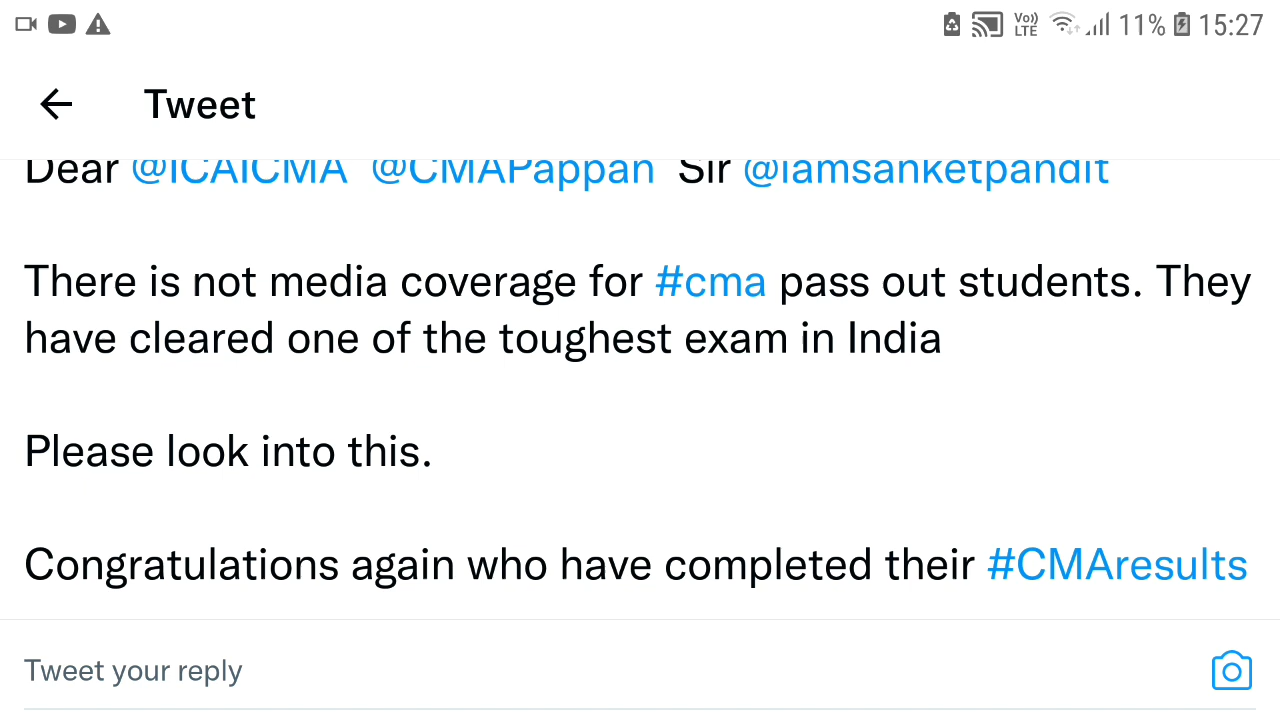 Vo)) LTE 11% 15:27
Tweet
Dear @ICAICMA @CMAPappan Sir @iamsanketpandit
There is not media coverage for #cma pass out students. They
have cleared one of the toughest exam in India
Please look into this.
Congratulations again who have completed their #CMAresults
Tweet your reply